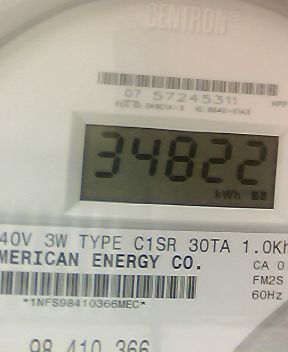 CENTRON
07 57245311
34822
kWh
40V 3W TYPE C1SR 30TA 1.0Kh
MERICAN ENERGY CO.
CA 0
FM2S
60Hz
*1NFS98410366MEC*
98 410 366